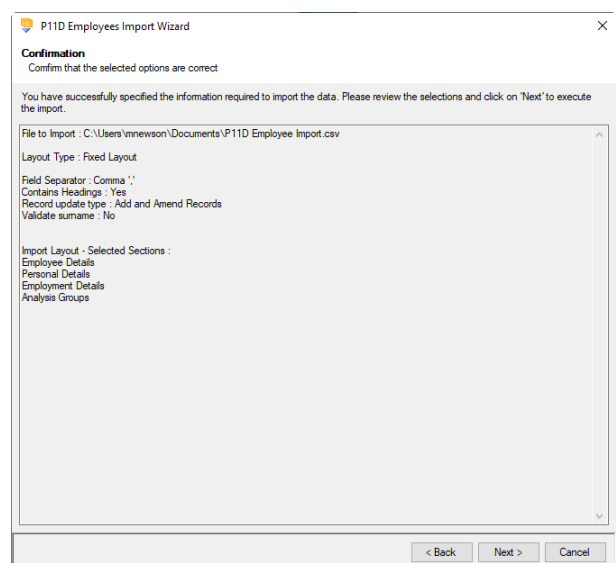 P11D Employees Import Wizard
Confirmation
Comfirm that the selected options are correct
You have successfully specified the information required to import the data. Please review the selections and click on 'Next' to execute
the import.
File to Import : C:\Users\mnewson\Documents\P11D Employee Import.csv
Layout Type : Fixed Layout
Field Separator : Comma ','
Contains Headings : Yes
Record update type : Add and Amend Records
Validate surname : No
Import Layout - Selected Sections :
Employee Details
Personal Details
Employment Details
Analysis Groups
< Back Next > Cancel